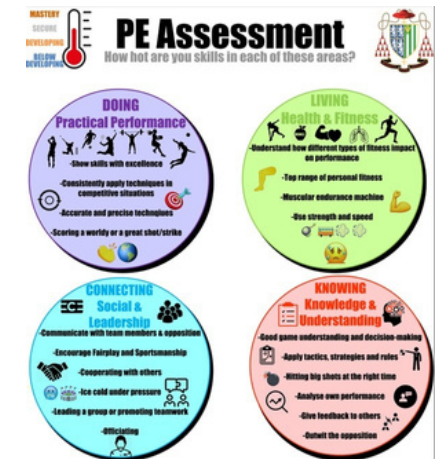 MASTERY
SECURE
DEVELOPING
BELOW
DEVELOPING
PE Assessment
How hot are you skills in each of these areas?
DOING
Practical Performance
-Show skills with excellence
-Consistently apply techniques in
competitive situations
-Accurate and precise techniques
-Scoring a worldy or a great shot/strike
LIVING
Health & Fitness
-Understand how different types of fitness impact
on performance
-Top range of personal fitness
-Muscular endurance machine
-Use strength and speed
CONNECTING
Social &
Leadership
-Communicate with team members & opposition
-Encourage Fairplay and Sportsmanship
-Cooperating with others
-Ice cold under pressure
-Leading a group or promoting teamwork
-Officiating
KNOWING
Knowledge &
Understanding
-Good game understanding and decision-making
-Apply tactics, strategies and rules
-Hitting big shots at the right time
-Analyse own performance
-Give feedback to others
-Outwit the opposition